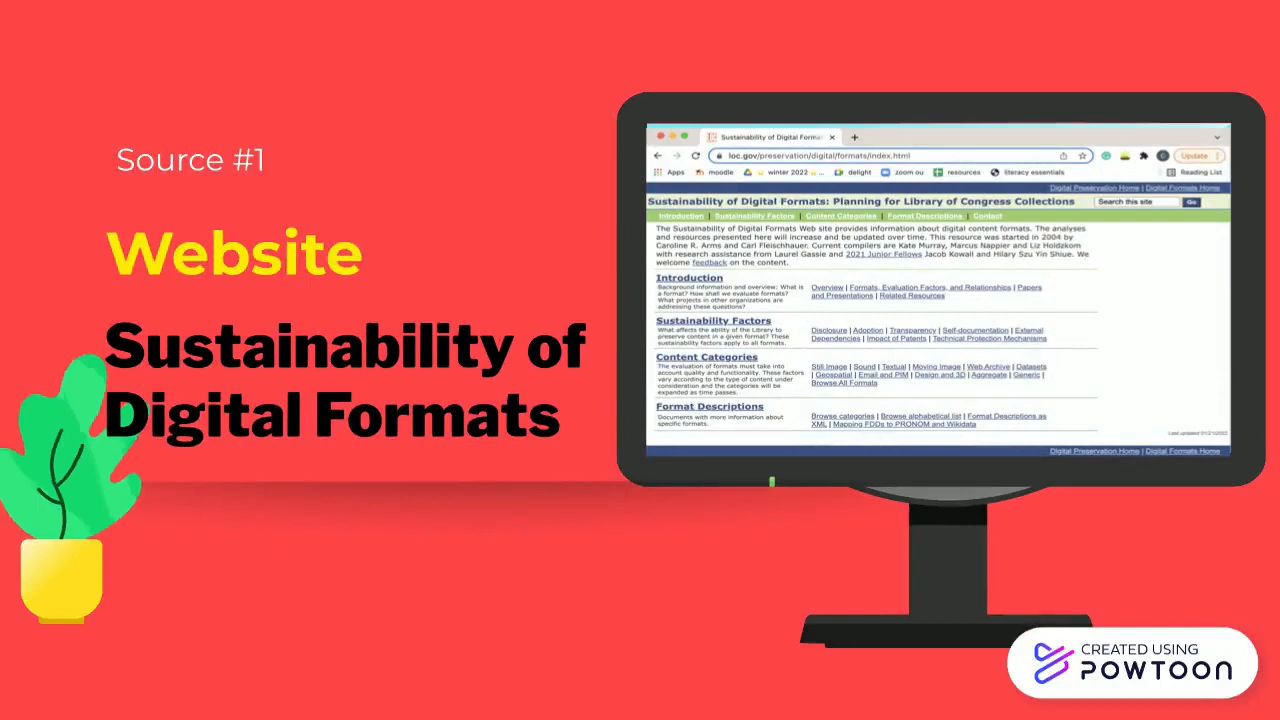 Source #1
Website
Sustainability of
Digital Formats
Sustainability of Digital Forma
loc.gov/preservation/digital/formats/index.html
Update
Apps
moodle
winter 2022
delight
zoom ou
resources
literacy essentials
Reading List
Digital Preservation Home | Digital Formats Home
Sustainability of Digital Formats: Planning for Library of Congress Collections
Search this site
Go
Introduction | Sustainability Factors | Content Categories | Format Descriptions | Contact
The Sustainability of Digital Formats Web site provides information about digital content formats. The analyses
and resources presented here will increase and be updated over time. This resource was started in 2004 by
Caroline R. Arms and Carl Fleischhauer. Current compilers are Kate Murray, Marcus Nappier and Liz Holdzkom
with research assistance from Laurel Gassie and 2021 Junior Fellows Jacob Kowall and Hilary Szu Yin Shiue. We
welcome feedback on the content.
Introduction
Background information and overview: What is
a format? How shall we evaluate formats?
What projects in other organizations are
addressing these questions?
Overview | Formats, Evaluation Factors, and Relationships | Papers
and Presentations | Related Resources
Sustainability Factors
What affects the ability of the Library to
preserve content in a given format? These
sustainability factors apply to all formats.
Disclosure | Adoption | Transparency | Self-documentation | External
Dependencies | Impact of Patents | Technical Protection Mechanisms
Content Categories
The evaluation of formats must take into
account quality and functionality. These factors
vary according to the type of content under
consideration and the categories will be
expanded as time passes.
Still Image | Sound | Textual | Moving Image | Web Archive | Datasets
| Geospatial | Email and PIM | Design and 3D | Aggregate | Generic |
Browse All Formats
Format Descriptions
Documents with more information about
specific formats.
Browse categories | Browse alphabetical list | Format Descriptions as
XML | Mapping FDDs to PRONOM and Wikidata
Last updated
Digital Preservation Home | Digital Formats Home
CREATED USING
POWTOON